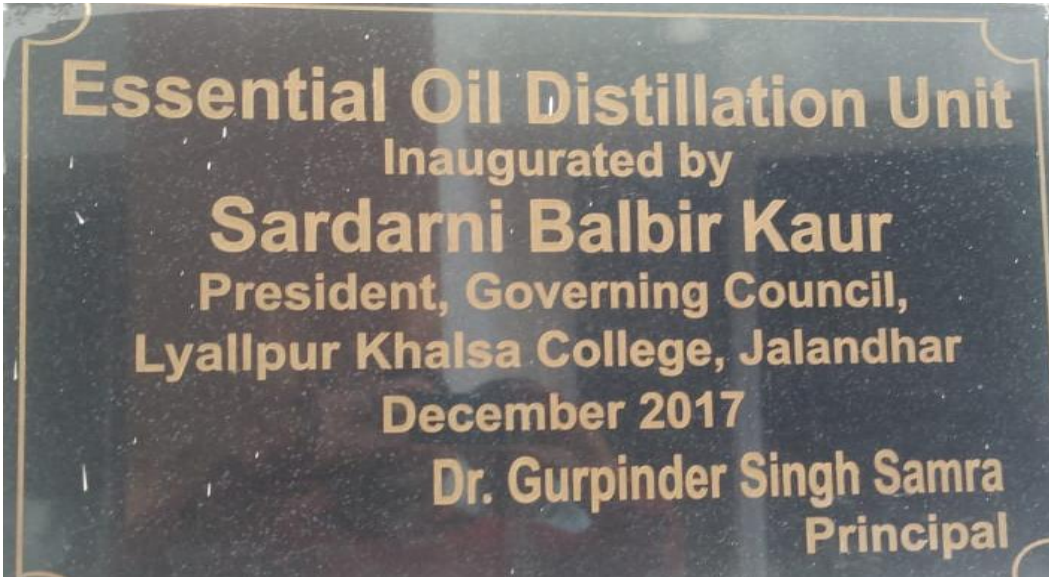 Essential Oil Distillation Unit
Inaugurated by
Sardarni Balbir Kaur
President, Governing Council,
Lyallpur Khalsa College, Jalandhar
December 2017
Dr. Gurpinder Singh Samra
Principal